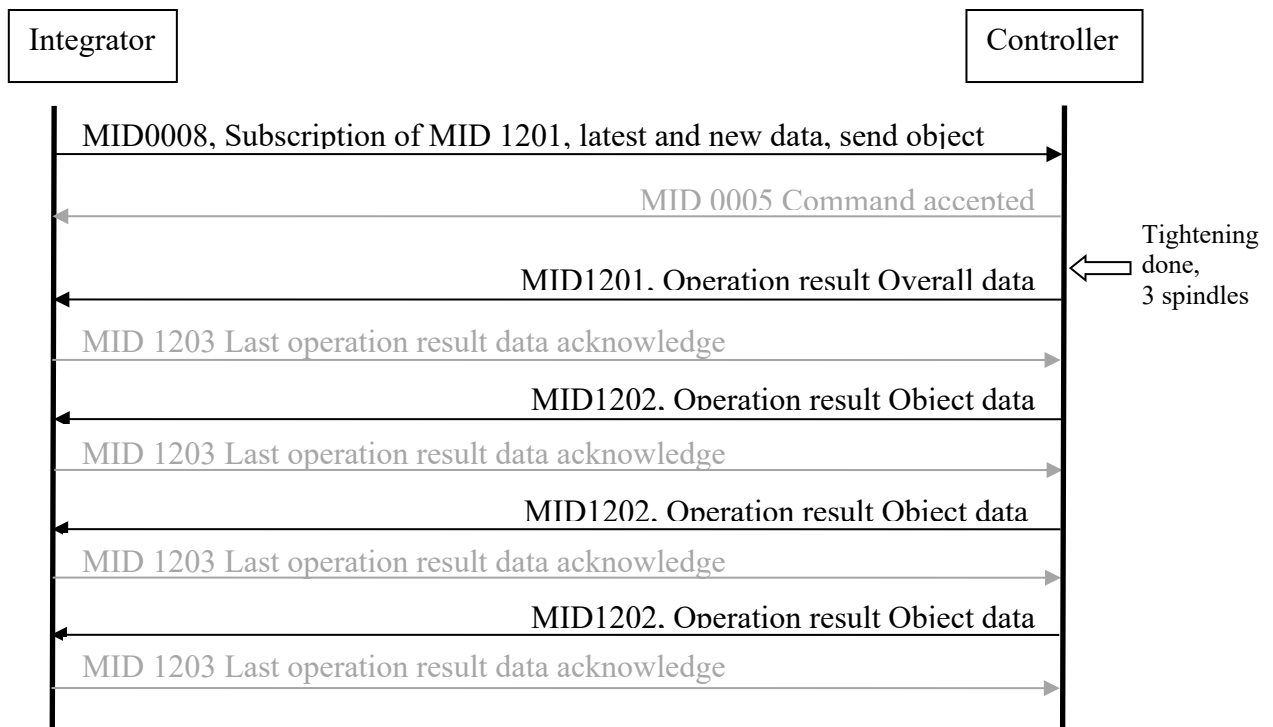 Integrator
Controller
MID0008, Subscription of MID 1201, latest and new data, send object
MID 0005 Command accepted
Tightening
done,
3 spindles
MID1201, Operation result Overall data
MID 1203 Last operation result data acknowledge
MID1202, Operation result Object data
MID 1203 Last operation result data acknowledge
MID1202, Operation result Object data
MID 1203 Last operation result data acknowledge
MID1202, Operation result Object data
MID 1203 Last operation result data acknowledge